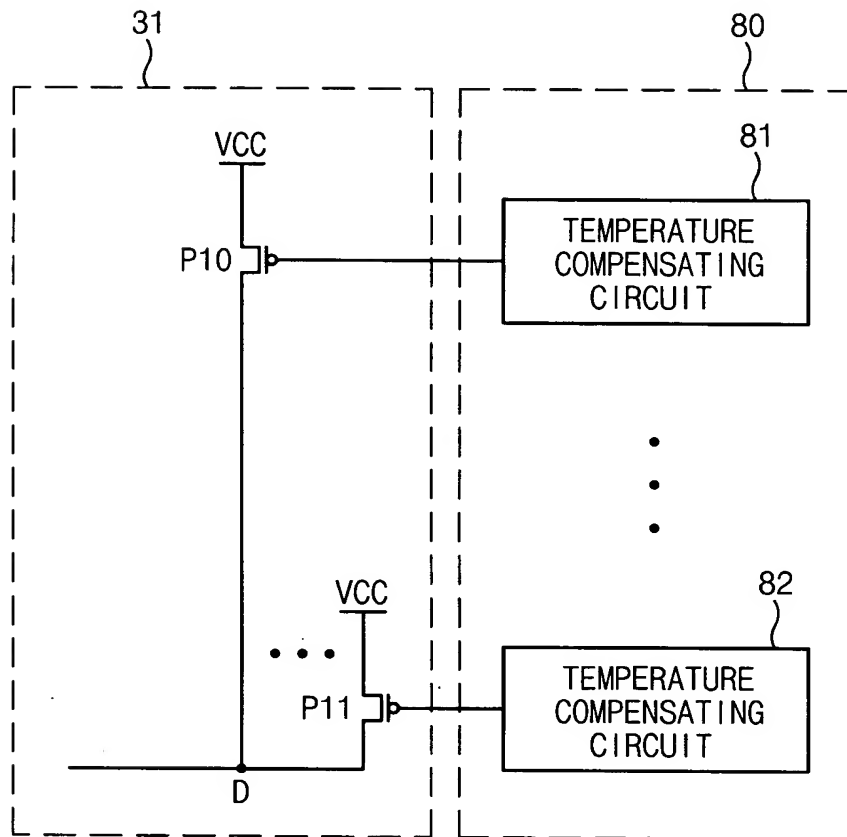 31
80
VCC
81
P10
TEMPERATURE
COMPENSATING
CIRCUIT
VCC
82
P11
TEMPERATURE
COMPENSATING
CIRCUIT
D